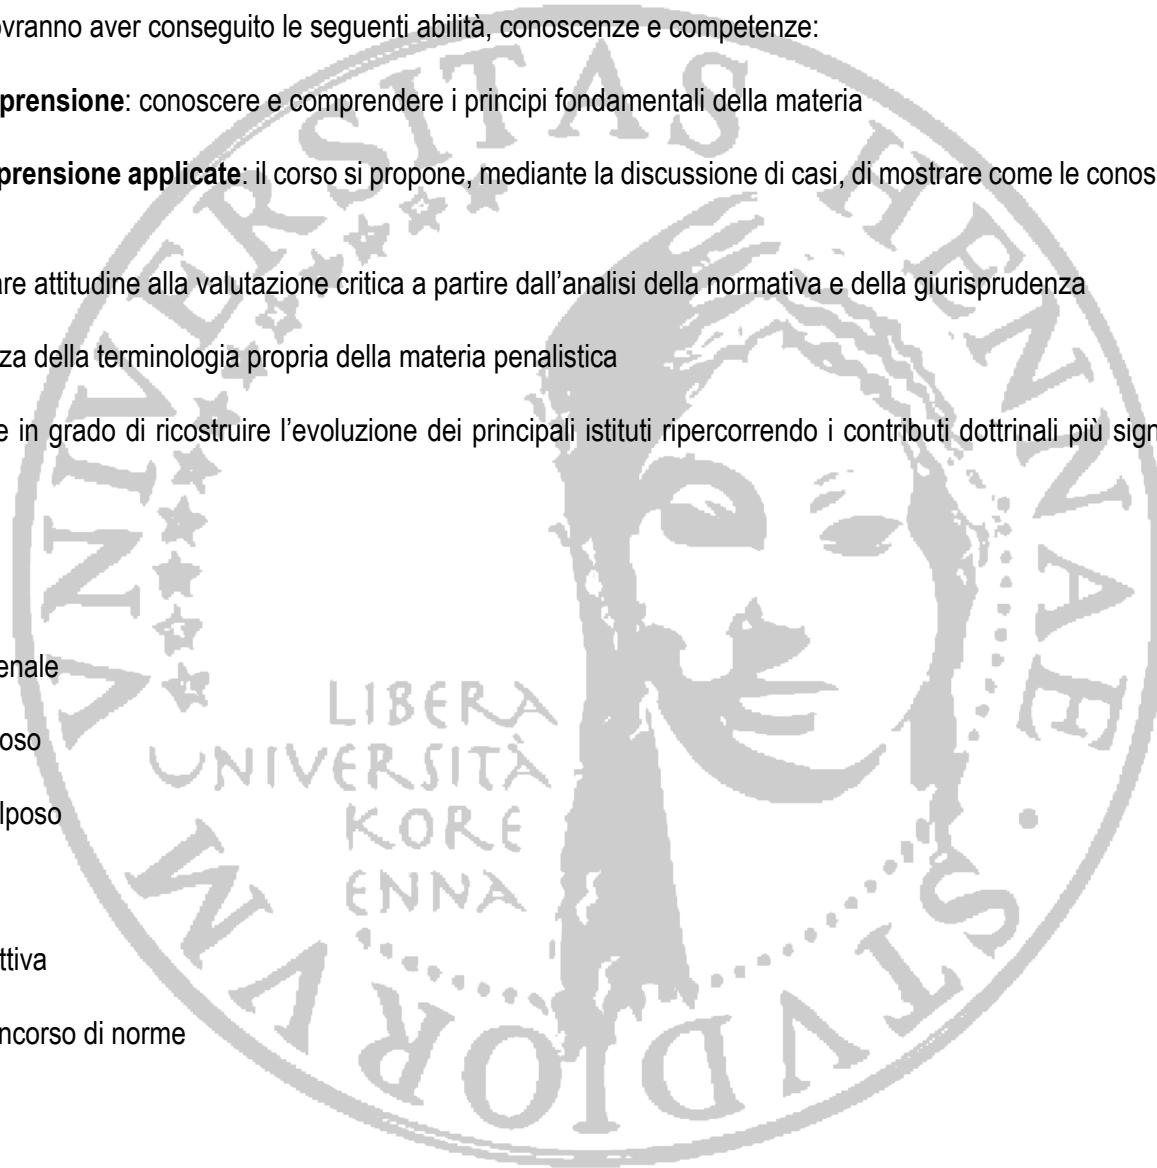 ovranno aver conseguito le seguenti abilità, conoscenze e competenze:
prensione: conoscere e comprendere i principi fondamentali della materia
prensione applicate: il corso si propone, mediante la discussione di casi, di mostrare come le conos
are attitudine alla valutazione critica a partire dall’analisi della normativa e della giurisprudenza
za della terminologia propria della materia penalistica
e in grado di ricostruire l’evoluzione dei principali istituti ripercorrendo i contributi dottrinali più sign
enale
oso
lposo
ttiva
ncorso di norme
VNIVERSITAS HENNAE · STVDIORVM
LIBERA
UNIVERSITÀ
KORE
ENNA